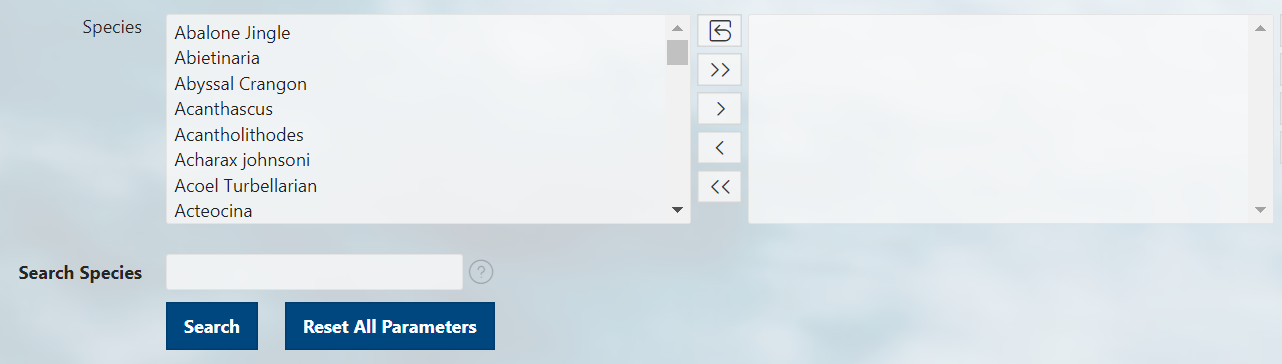 Species
Abalone Jingle
Abietinaria
Abyssal Crangon
Acanthascus
Acantholithodes
Acharax johnsoni
Acoel Turbellarian
Acteocina
>>
>
<
<<
Search Species
?
Search
Reset All Parameters